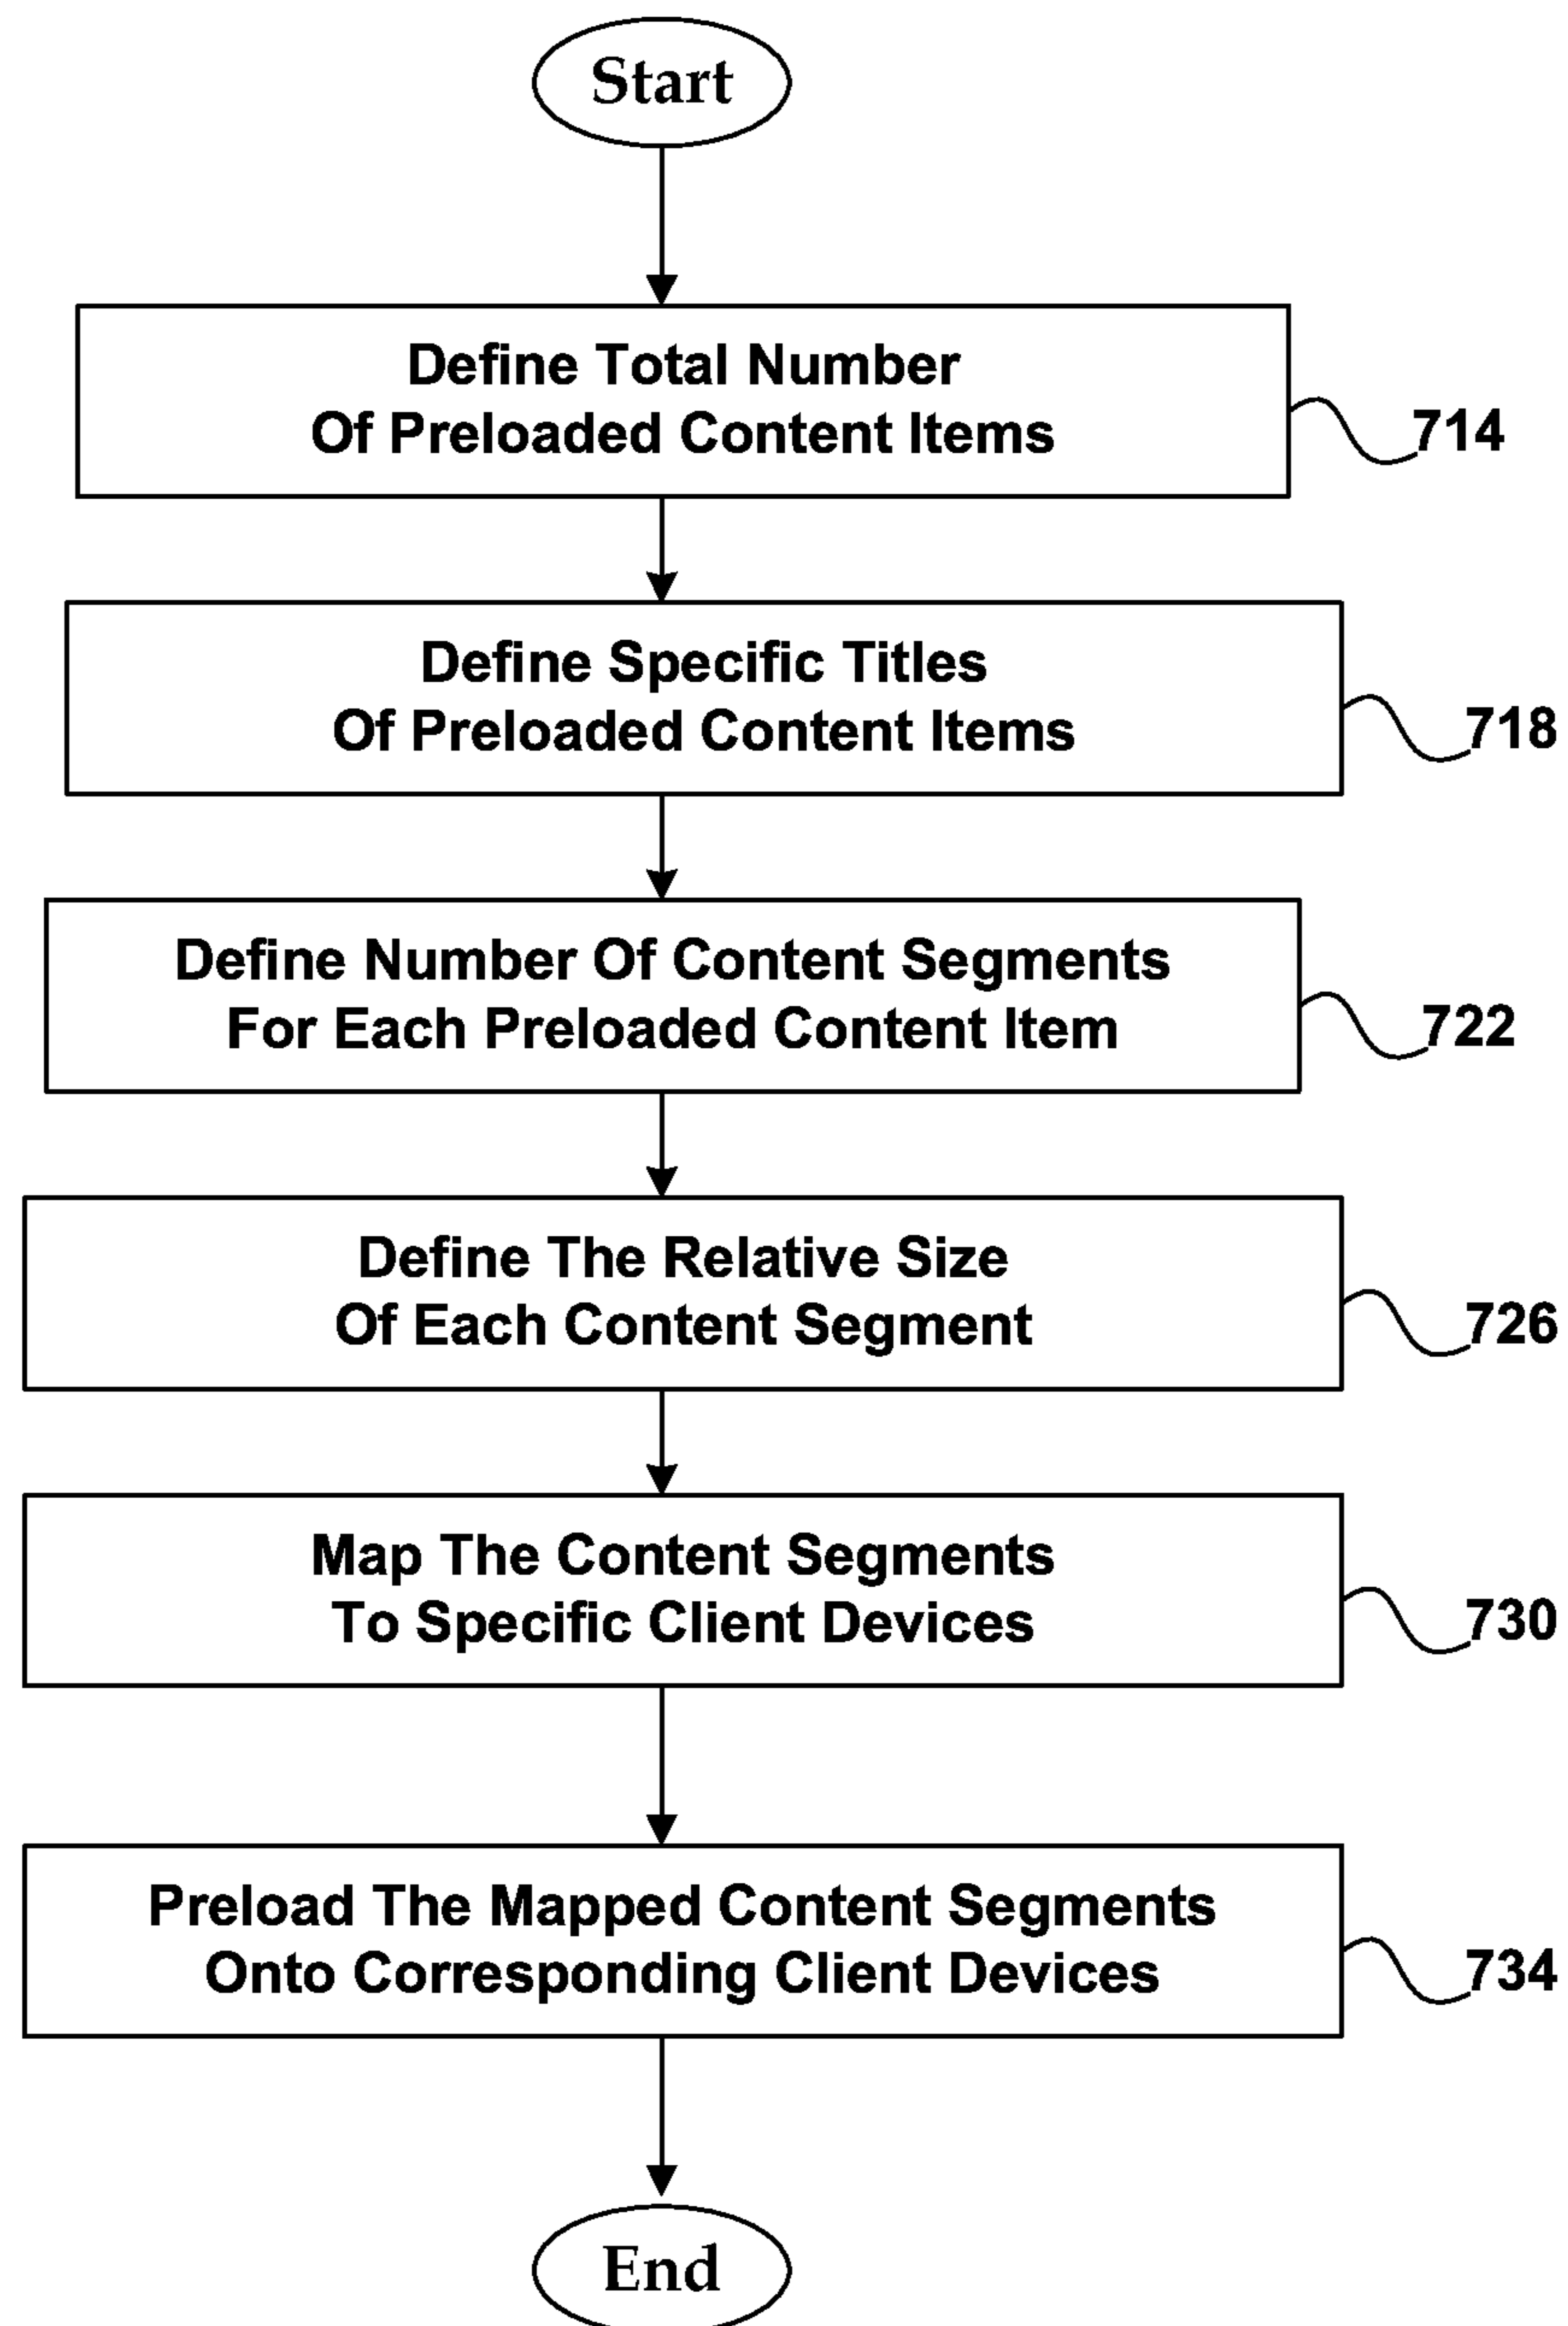 Start
Define Total Number
Of Preloaded Content Items
714
Define Specific Titles
Of Preloaded Content Items
718
Define Number Of Content Segments
For Each Preloaded Content Item
722
Define The Relative Size
Of Each Content Segment
726
Map The Content Segments
To Specific Client Devices
730
Preload The Mapped Content Segments
Onto Corresponding Client Devices
734
End